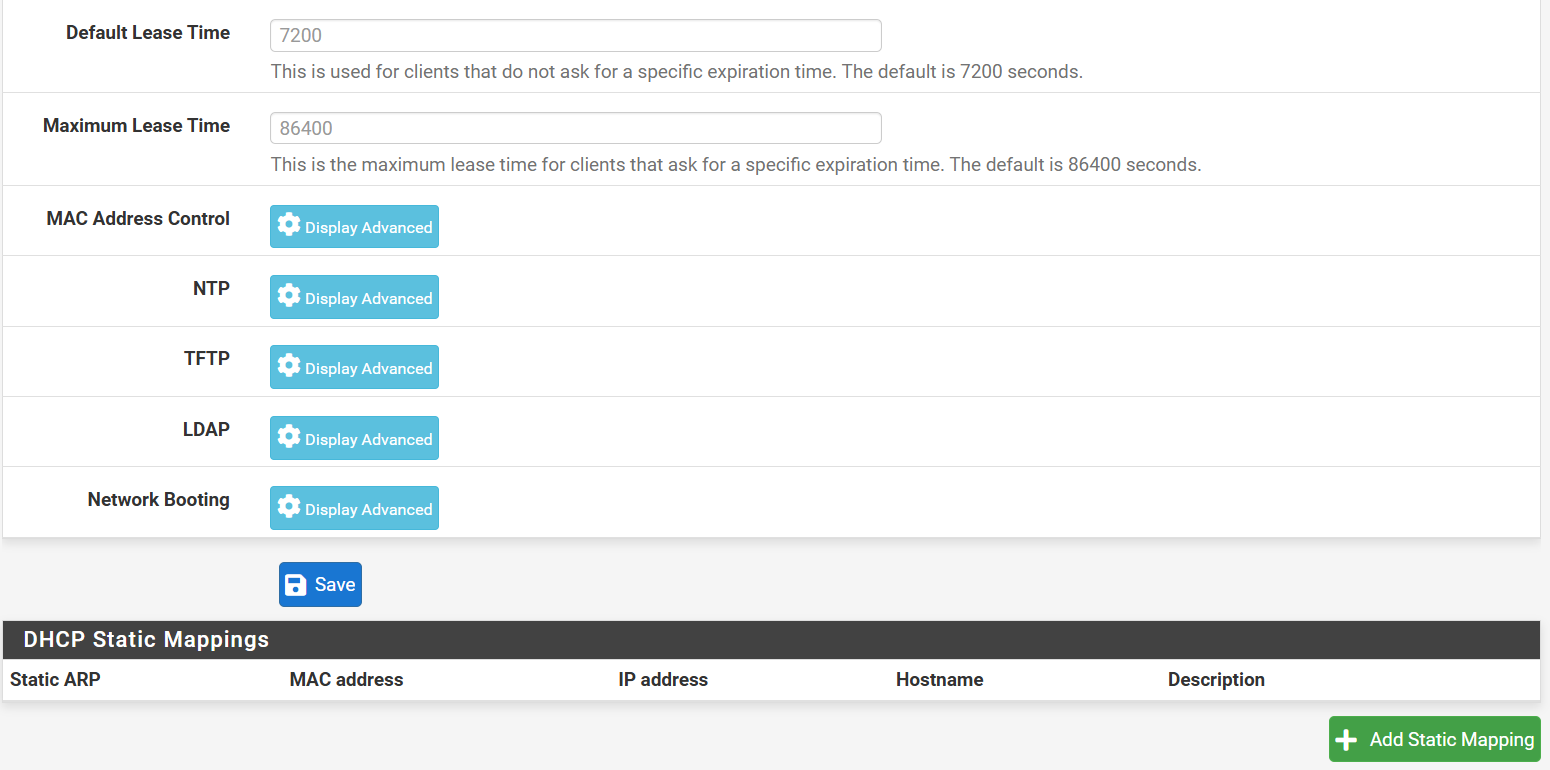 Default Lease Time
7200
This is used for clients that do not ask for a specific expiration time. The default is 7200 seconds.
Maximum Lease Time
86400
This is the maximum lease time for clients that ask for a specific expiration time. The default is 86400 seconds.
MAC Address Control
Display Advanced
NTP
Display Advanced
TFTP
Display Advanced
LDAP
Display Advanced
Network Booting
Display Advanced
Save
DHCP Static Mappings
Static ARP MAC address IP address Hostname Description
Add Static Mapping